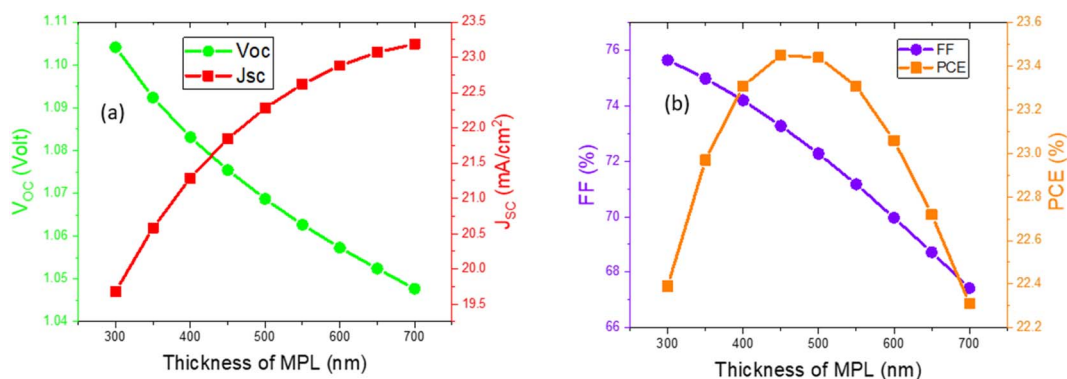 1.11
1.10
1.09
1.08
1.07
1.06
1.05
1.04
V_OC (Volt)
Voc
Jsc
(a)
23.5
23.0
22.5
22.0
21.5
21.0
20.5
20.0
19.5
J_SC (mA/cm²)
300 400 500 600 700
Thickness of MPL (nm)
76
74
72
70
68
66
FF (%)
(b)
FF
PCE
23.6
23.4
23.2
23.0
22.8
22.6
22.4
22.2
PCE (%)
300 400 500 600 700
Thickness of MPL (nm)